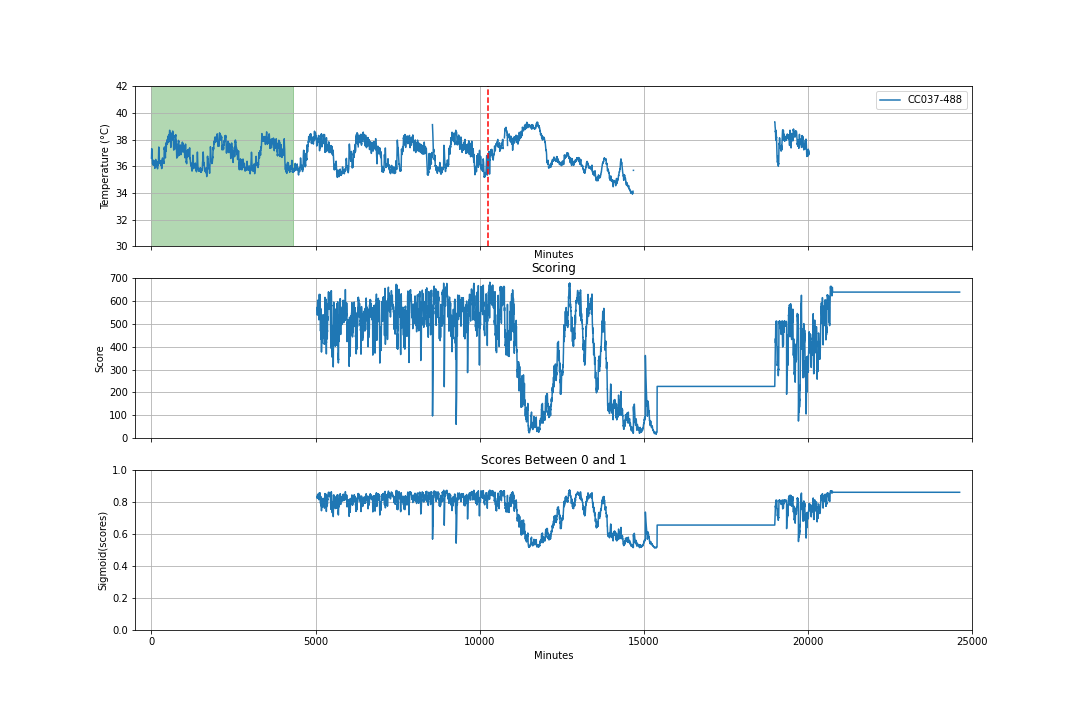 42
40
38
36
34
32
30
Temperature (°C)
CC037-488
Minutes
Scoring
700
600
500
400
300
200
100
0
Score
Scores Between 0 and 1
1.0
0.8
0.6
0.4
0.2
0.0
Sigmoid(scores)
0 5000 10000 15000 20000 25000
Minutes